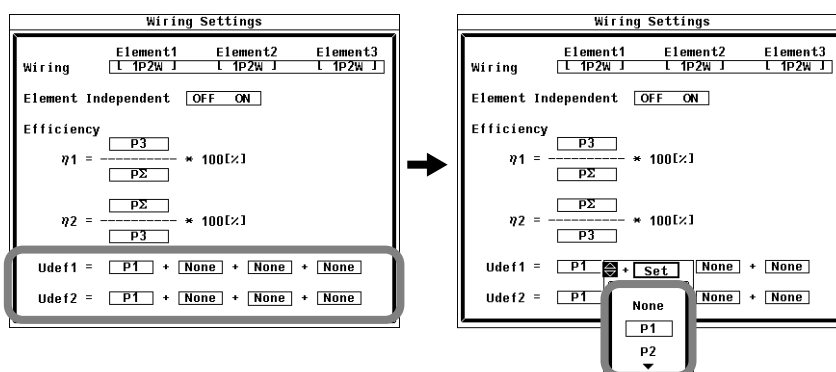 Wiring Settings
Element1 Element2 Element3
Wiring [ 1P2W ] [ 1P2W ] [ 1P2W ]
Element Independent OFF ON
Efficiency
P3
η1 = --------- * 100[%]
PΣ
PΣ
η2 = --------- * 100[%]
P3
Udef1 = P1 + None + None + None
Udef2 = P1 + None + None + None
Wiring Settings
Element1 Element2 Element3
Wiring [ 1P2W ] [ 1P2W ] [ 1P2W ]
Element Independent OFF ON
Efficiency
P3
η1 = --------- * 100[%]
PΣ
PΣ
η2 = --------- * 100[%]
P3
Udef1 = P1 + Set None + None
Udef2 = P1 None + None
None
P1
P2